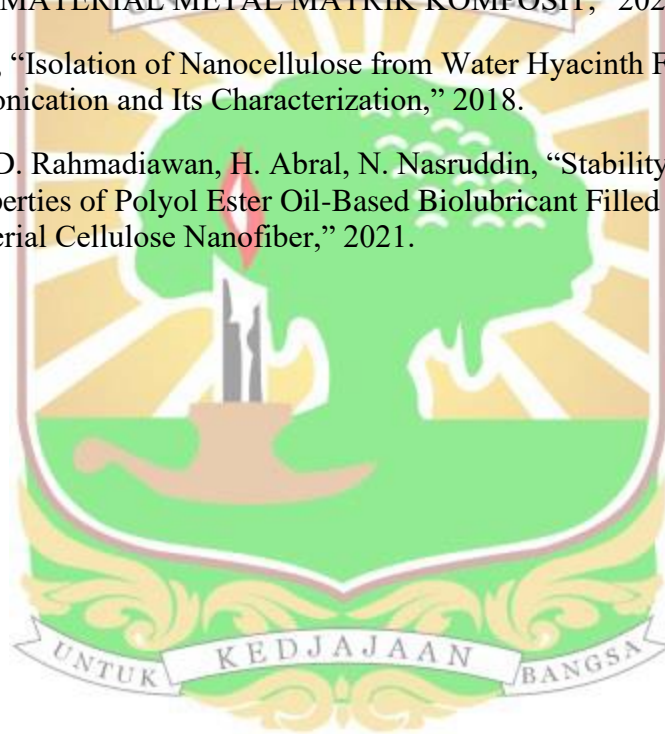 MATERIAL METAL MATRIK KOMPOSIT,” 202
, “Isolation of Nanocellulose from Water Hyacinth F
onication and Its Characterization,” 2018.
D. Rahmadiawan, H. Abral, N. Nasruddin, “Stability
perties of Polyol Ester Oil-Based Biolubricant Filled
erial Cellulose Nanofiber,” 2021.
UNTUK KEDJAJAAN BANGSA